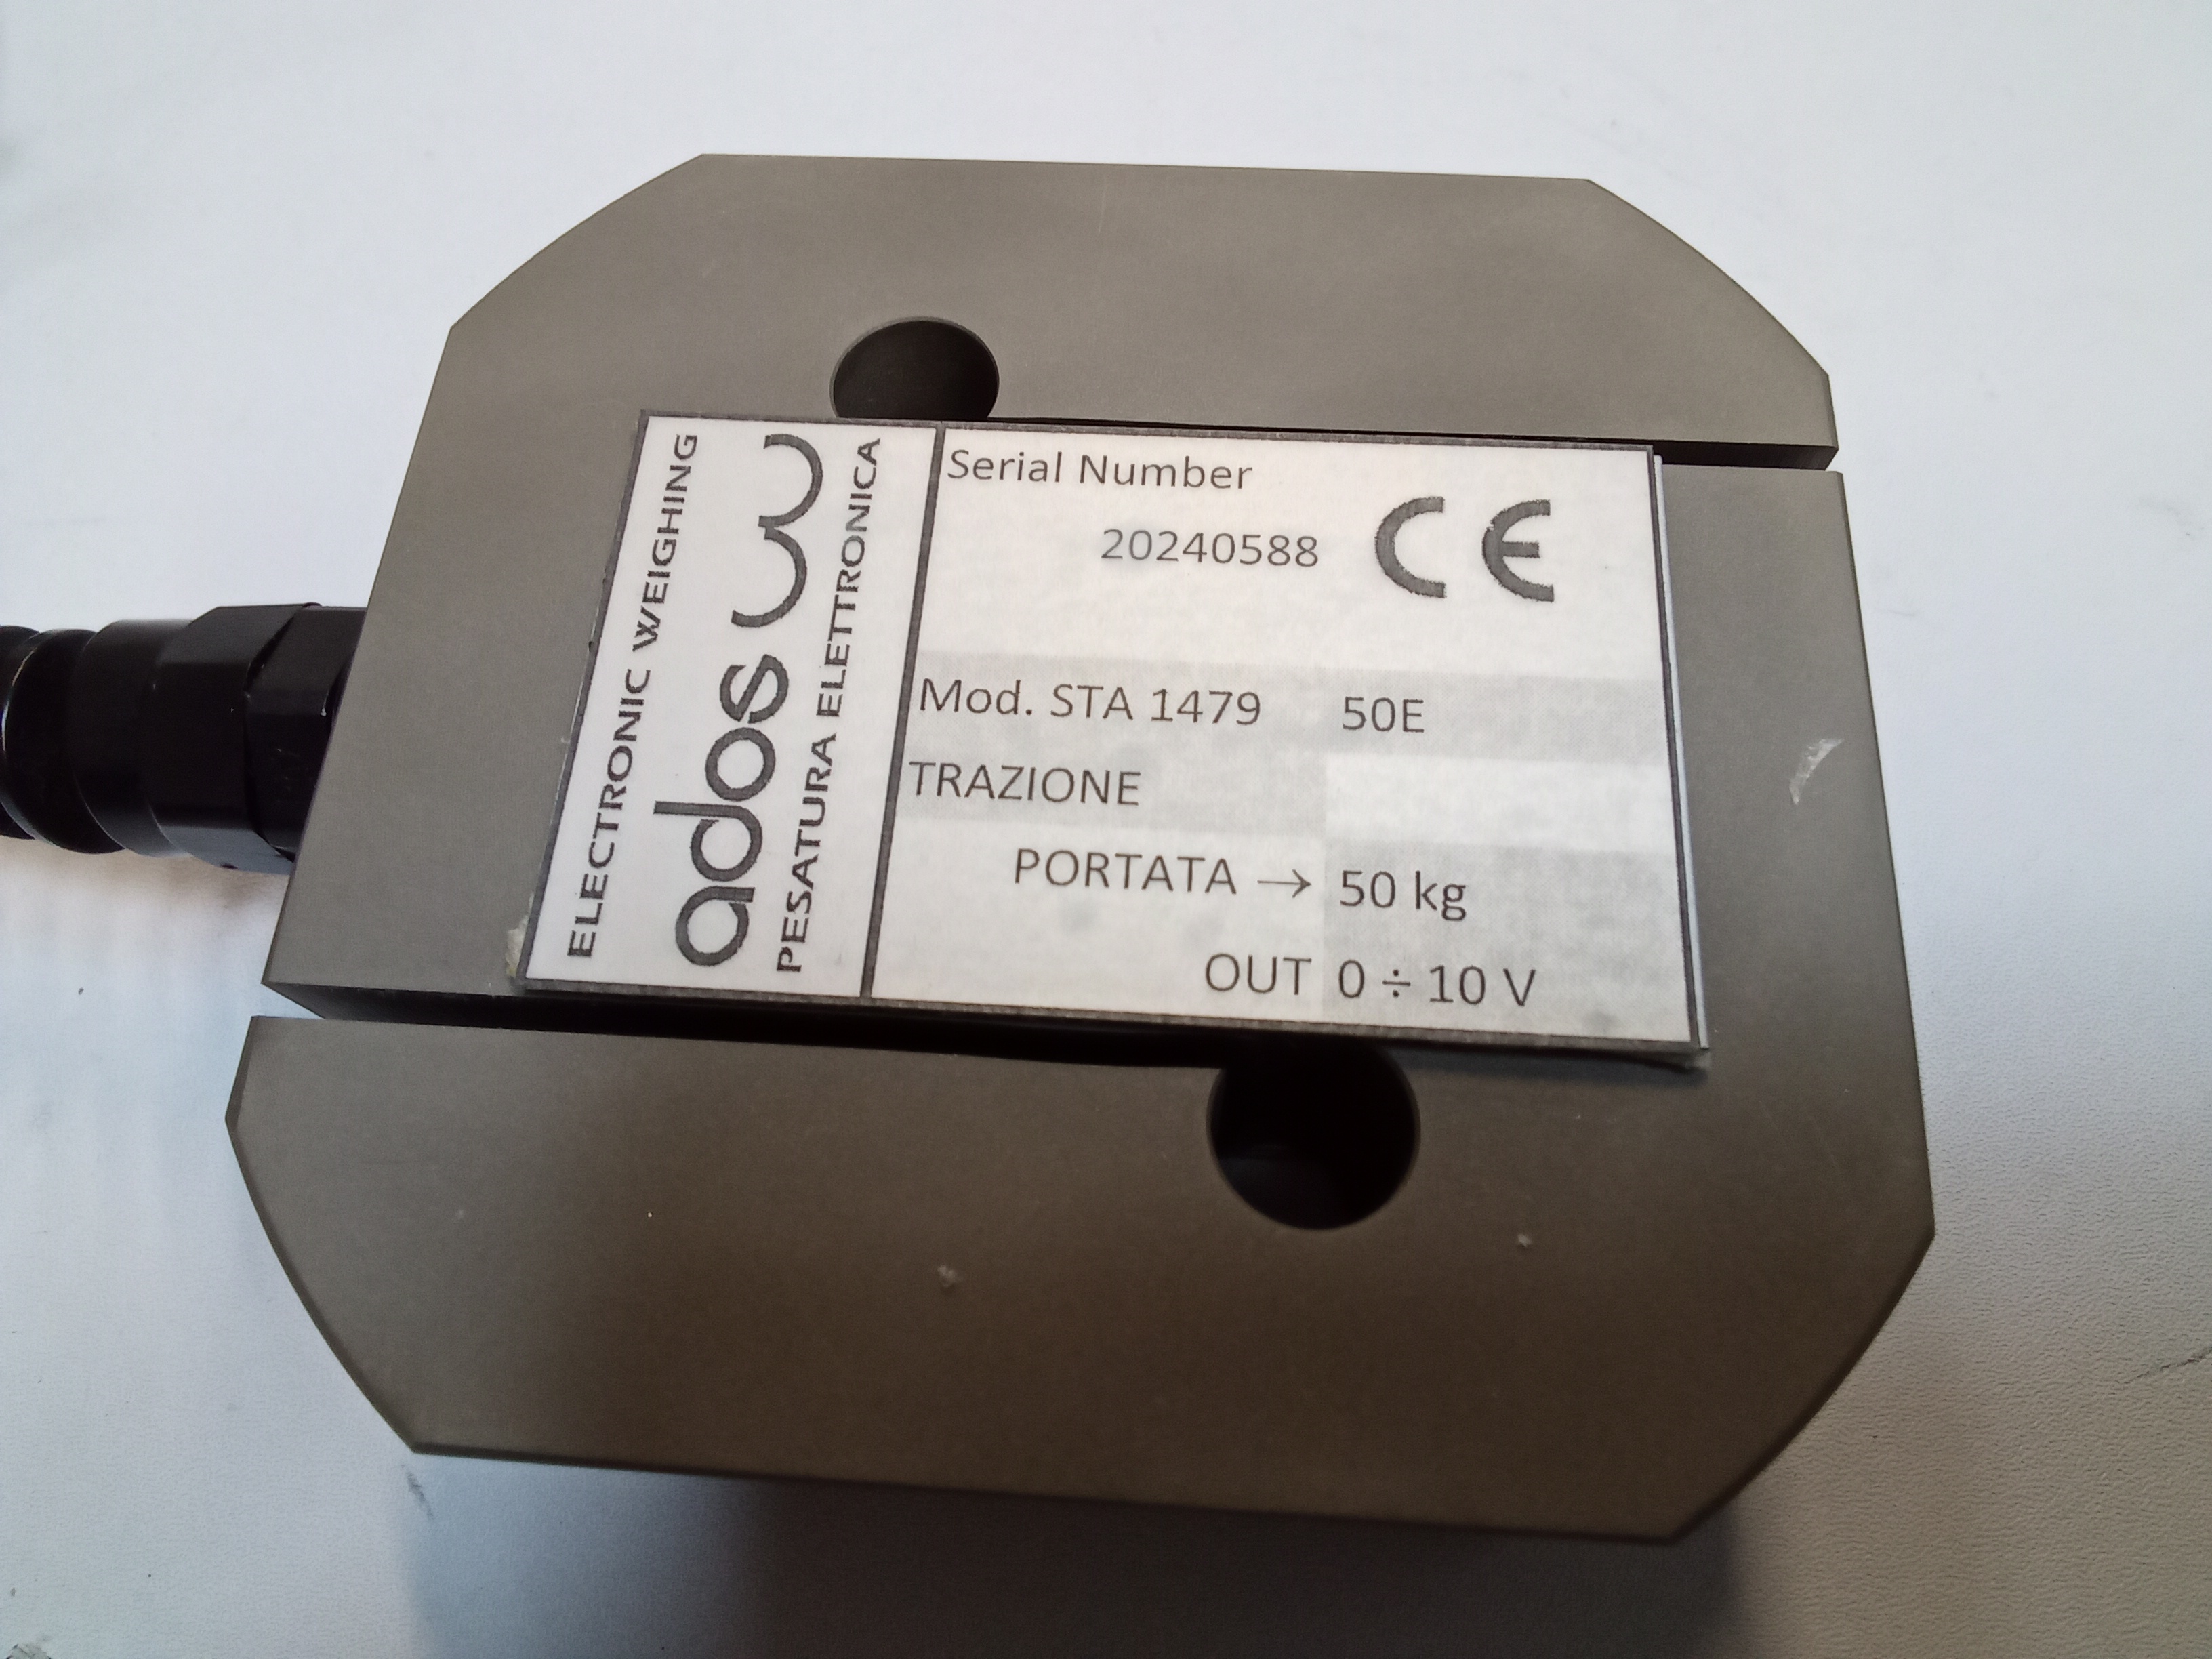 ELECTRONIC WEIGHING
ados 3
PESATURA ELETTRONICA
Serial Number
20240588 CE
Mod. STA 1479 50E
TRAZIONE
PORTATA → 50 kg
OUT 0 ÷ 10 V